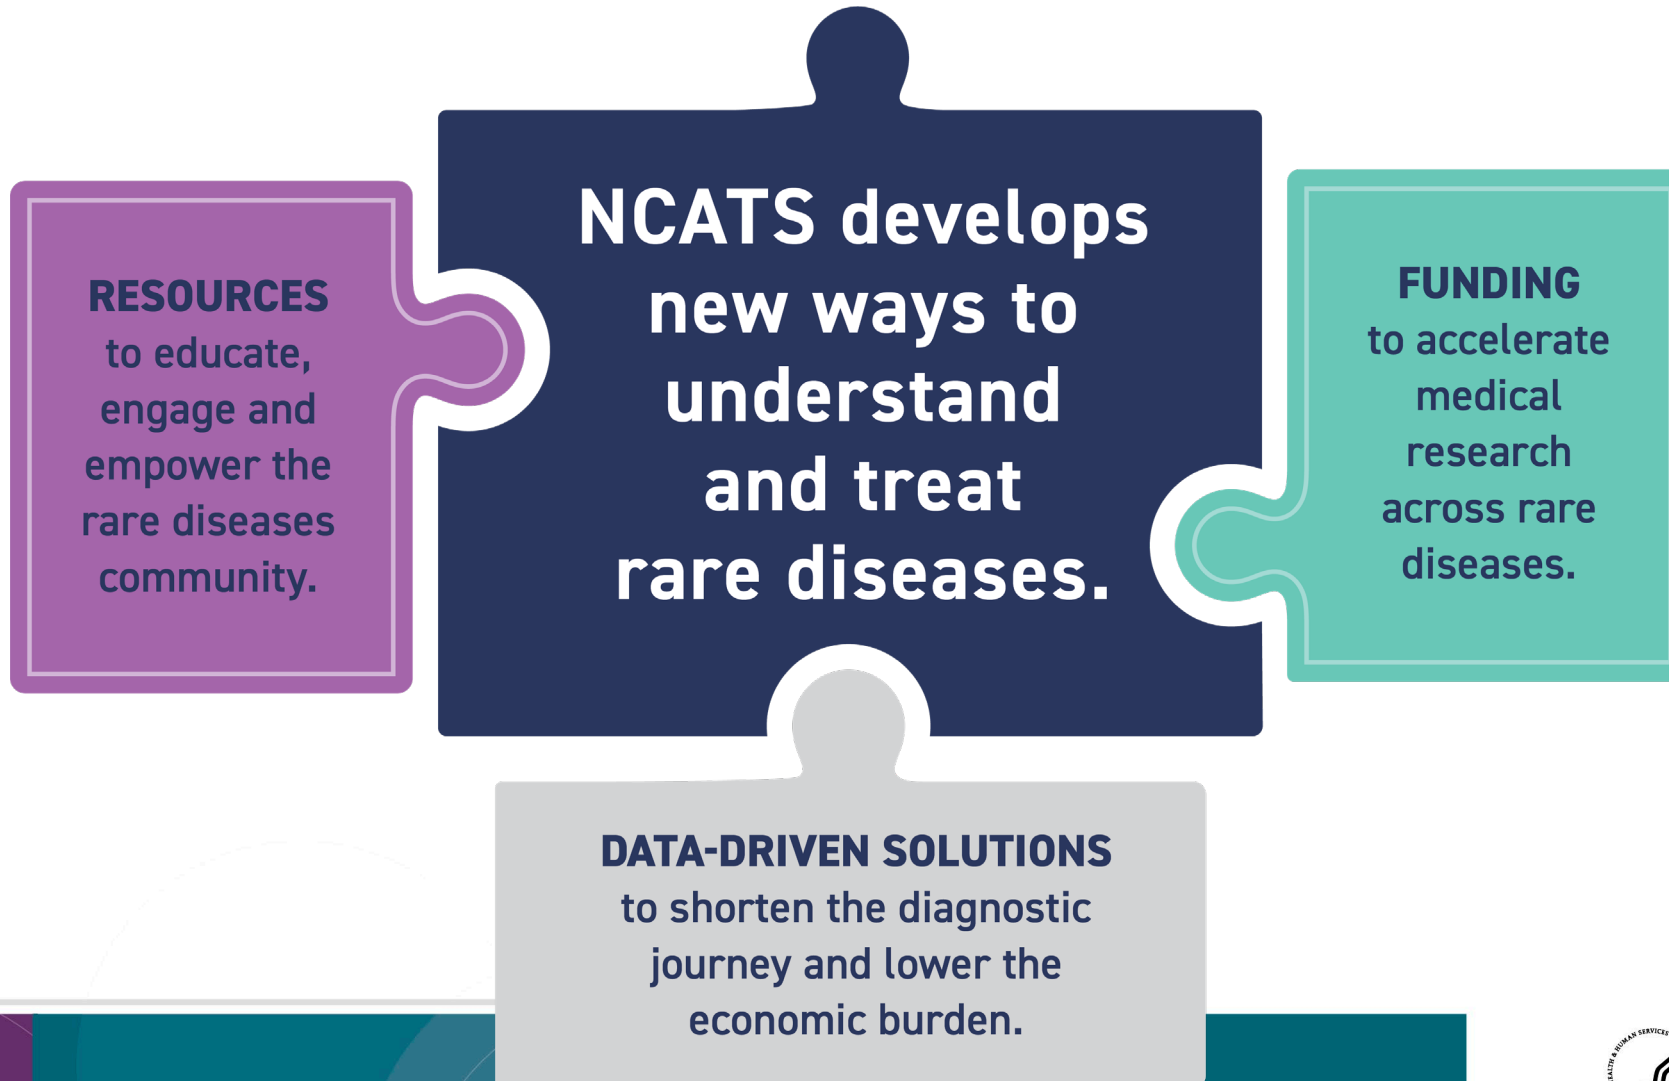 NCATS develops
new ways to
understand
and treat
rare diseases.
RESOURCES
to educate,
engage and
empower the
rare diseases
community.
FUNDING
to accelerate
medical
research
across rare
diseases.
DATA-DRIVEN SOLUTIONS
to shorten the diagnostic
journey and lower the
economic burden.
& HUMAN SERVICES